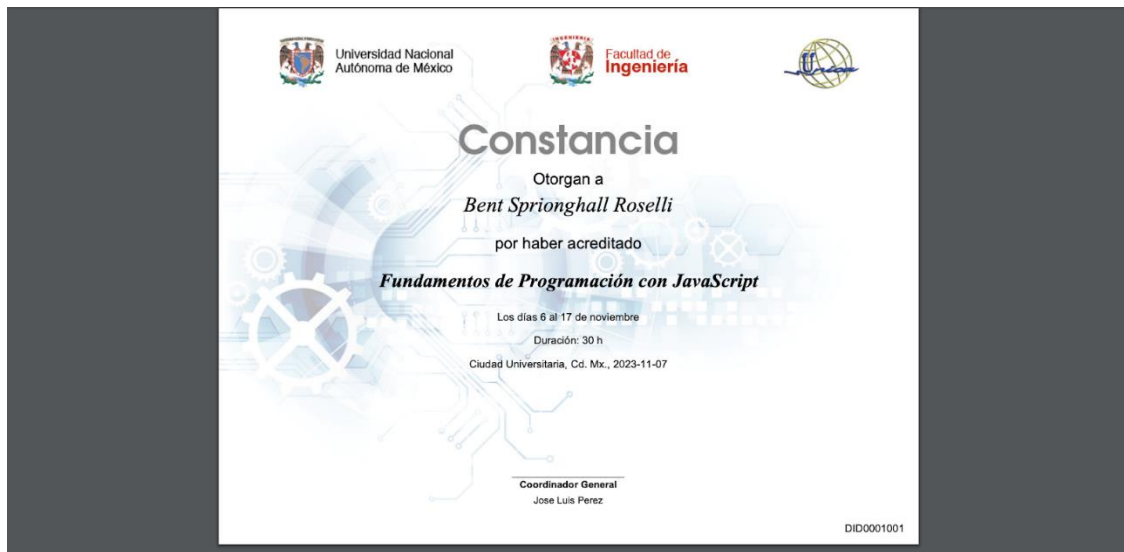 Universidad Nacional
Autónoma de México
Facultad de
Ingeniería
Unica
Constancia
Otorgan a
Bent Sprionghall Roselli
por haber acreditado
Fundamentos de Programación con JavaScript
Los días 6 al 17 de noviembre
Duración: 30 h
Ciudad Universitaria, Cd. Mx., 2023-11-07
Coordinador General
Jose Luis Perez
DID0001001